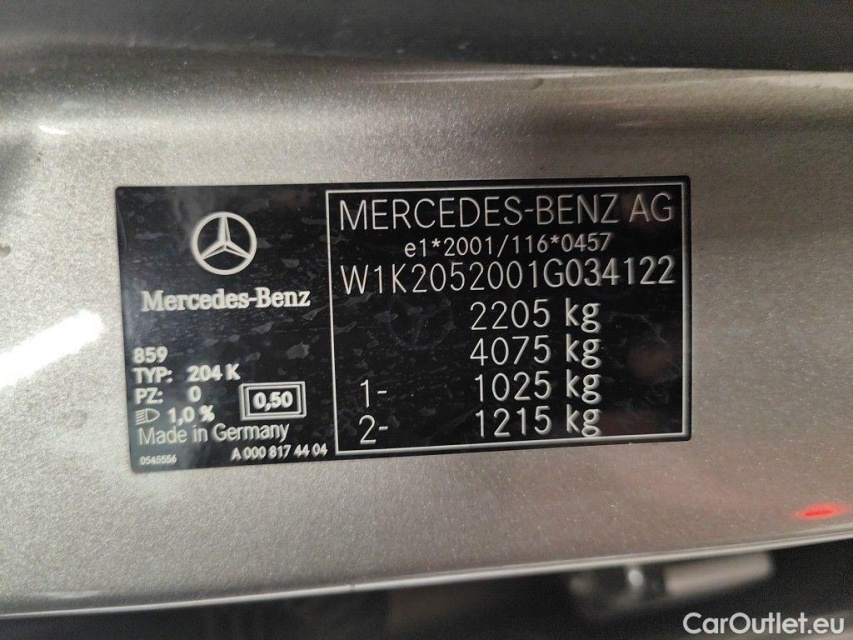 Mercedes-Benz
859
TYP: 204 K
PZ: 0
1,0 %
0,50
Made in Germany
0545556
A 000 817 44 04
MERCEDES-BENZ AG
e1*2001/116*0457
W1K2052001G034122
2205 kg
4075 kg
1- 1025 kg
2- 1215 kg
CarOutlet.eu